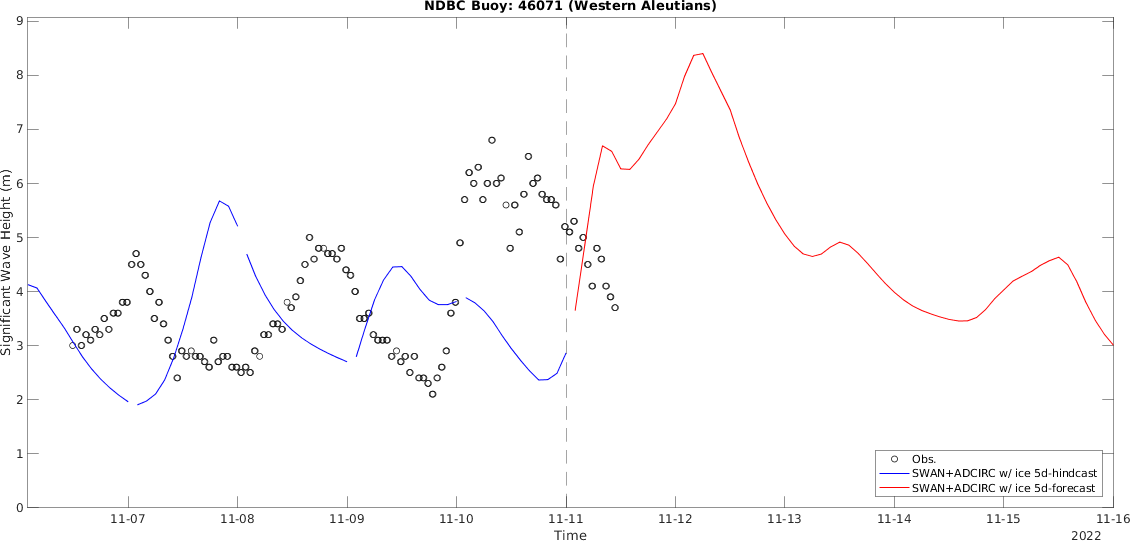 NDBC Buoy: 46071 (Western Aleutians)
9
8
7
6
5
4
3
2
1
0
Significant Wave Height (m)
Obs.
SWAN+ADCIRC w/ ice 5d-hindcast
SWAN+ADCIRC w/ ice 5d-forecast
11-07 11-08 11-09 11-10 11-11 11-12 11-13 11-14 11-15 11-16
Time
2022